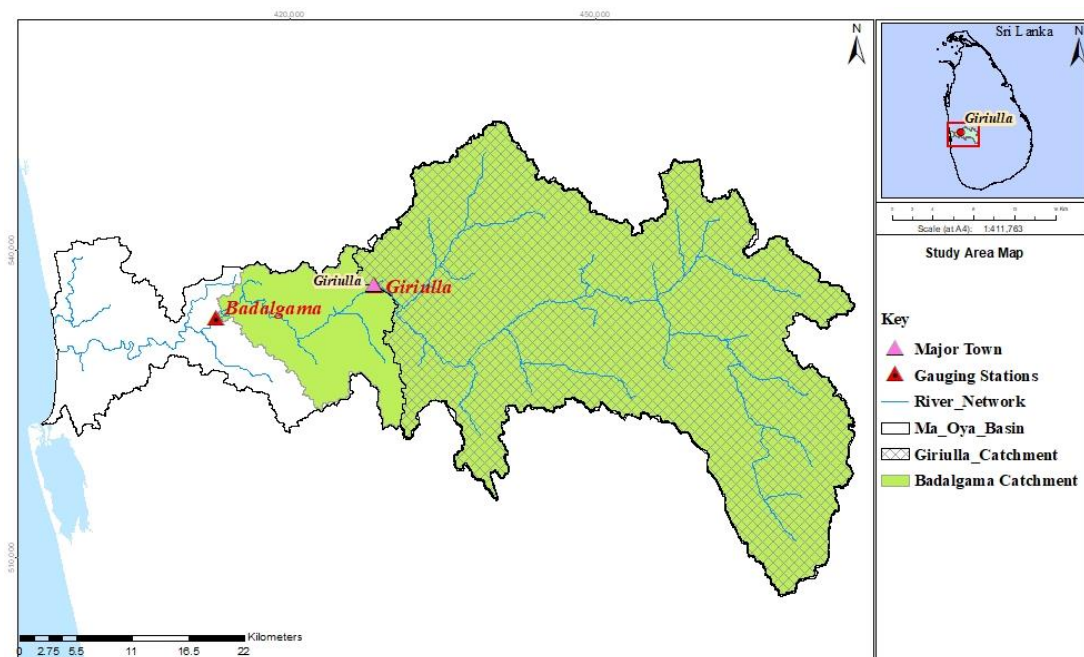 420,000
450,000
N
540,000
510,000
Giriulla
Giriulla
Badalgama
Kilometers
0 2.75 5.5 11 16.5 22
Sri Lanka
N
Giriulla
Scale (at A4): 1:411,763
Study Area Map
Key
Major Town
Gauging Stations
River_Network
Ma_Oya_Basin
Giriulla_Catchment
Badalgama Catchment